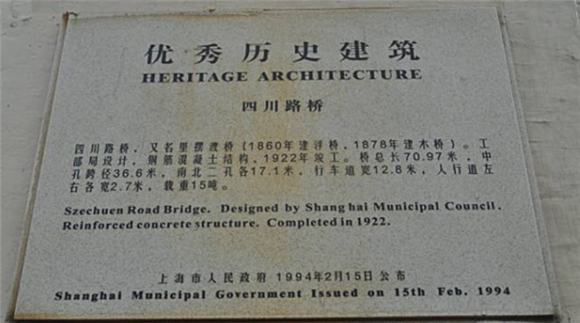 优秀历史建筑
HERITAGE ARCHITECTURE
四川路桥
四川路桥，又名里摆渡桥（1860年建浮桥，1878年建木桥）。工
部局设计，钢筋混凝土结构，1922年竣工。桥总长70.97米，中
孔跨径36.6米，南北二孔各17.1米，行车道宽12.8米，人行道左
右各宽2.7米，载重15吨。
Szechuen Road Bridge. Designed by Shanghai Municipal Council.
Reinforced concrete structure. Completed in 1922.
上海市人民政府 1994年2月15日公布
Shanghai Municipal Government Issued on 15th Feb. 1994